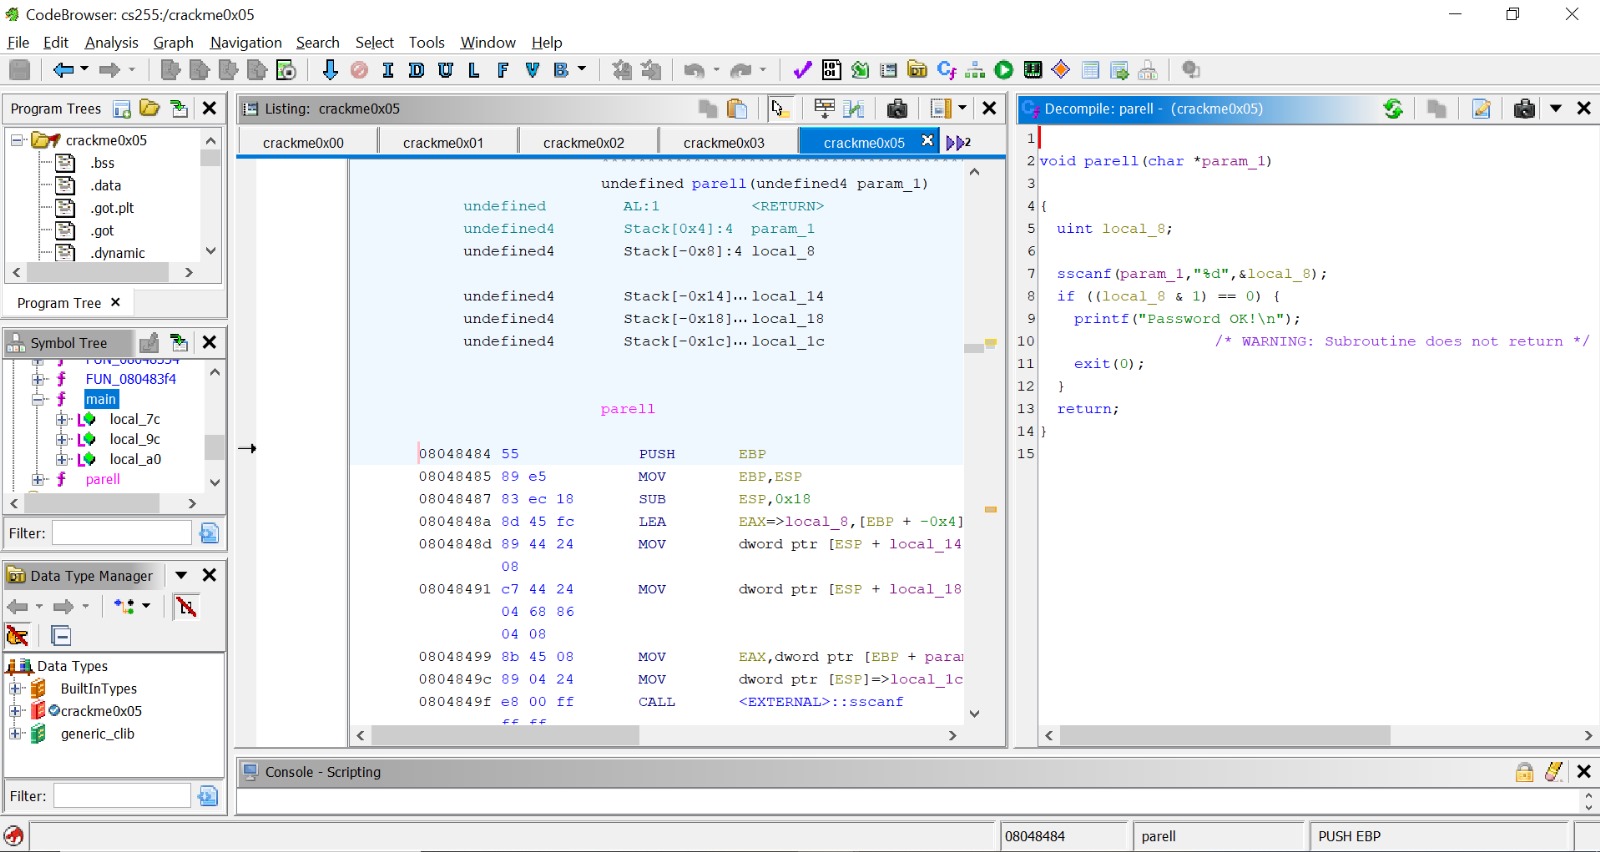 CodeBrowser: cs255:/crackme0x05
File Edit Analysis Graph Navigation Search Select Tools Window Help
I D U L F V B
Program Trees
crackme0x05
.bss
.data
.got.plt
.got
.dynamic
Program Tree
Symbol Tree
FUN_080483f4
main
local_7c
local_9c
local_a0
parell
Filter:
Data Type Manager
Data Types
BuiltInTypes
crackme0x05
generic_clib
Filter:
Listing: crackme0x05
crackme0x00 crackme0x01 crackme0x02 crackme0x03 crackme0x05 2
undefined parell(undefined4 param_1)
undefined AL:1 <RETURN>
undefined4 Stack[0x4]:4 param_1
undefined4 Stack[-0x8]:4 local_8
undefined4 Stack[-0x14]... local_14
undefined4 Stack[-0x18]... local_18
undefined4 Stack[-0x1c]... local_1c
parell
08048484 55 PUSH EBP
08048485 89 e5 MOV EBP,ESP
08048487 83 ec 18 SUB ESP,0x18
0804848a 8d 45 fc LEA EAX=>local_8,[EBP + -0x4]
0804848d 89 44 24 MOV dword ptr [ESP + local_14
08
08048491 c7 44 24 MOV dword ptr [ESP + local_18
04 68 86
04 08
08048499 8b 45 08 MOV EAX,dword ptr [EBP + para
0804849c 89 04 24 MOV dword ptr [ESP]=>local_1c
0804849f e8 00 ff CALL <EXTERNAL>::sscanf
Decompile: parell - (crackme0x05)
1
2 void parell(char *param_1)
3
4 {
5 uint local_8;
6
7 sscanf(param_1,"%d",&local_8);
8 if ((local_8 & 1) == 0) {
9 printf("Password OK!\n");
10 /* WARNING: Subroutine does not return */
11 exit(0);
12 }
13 return;
14 }
15
Console - Scripting
08048484 parell PUSH EBP